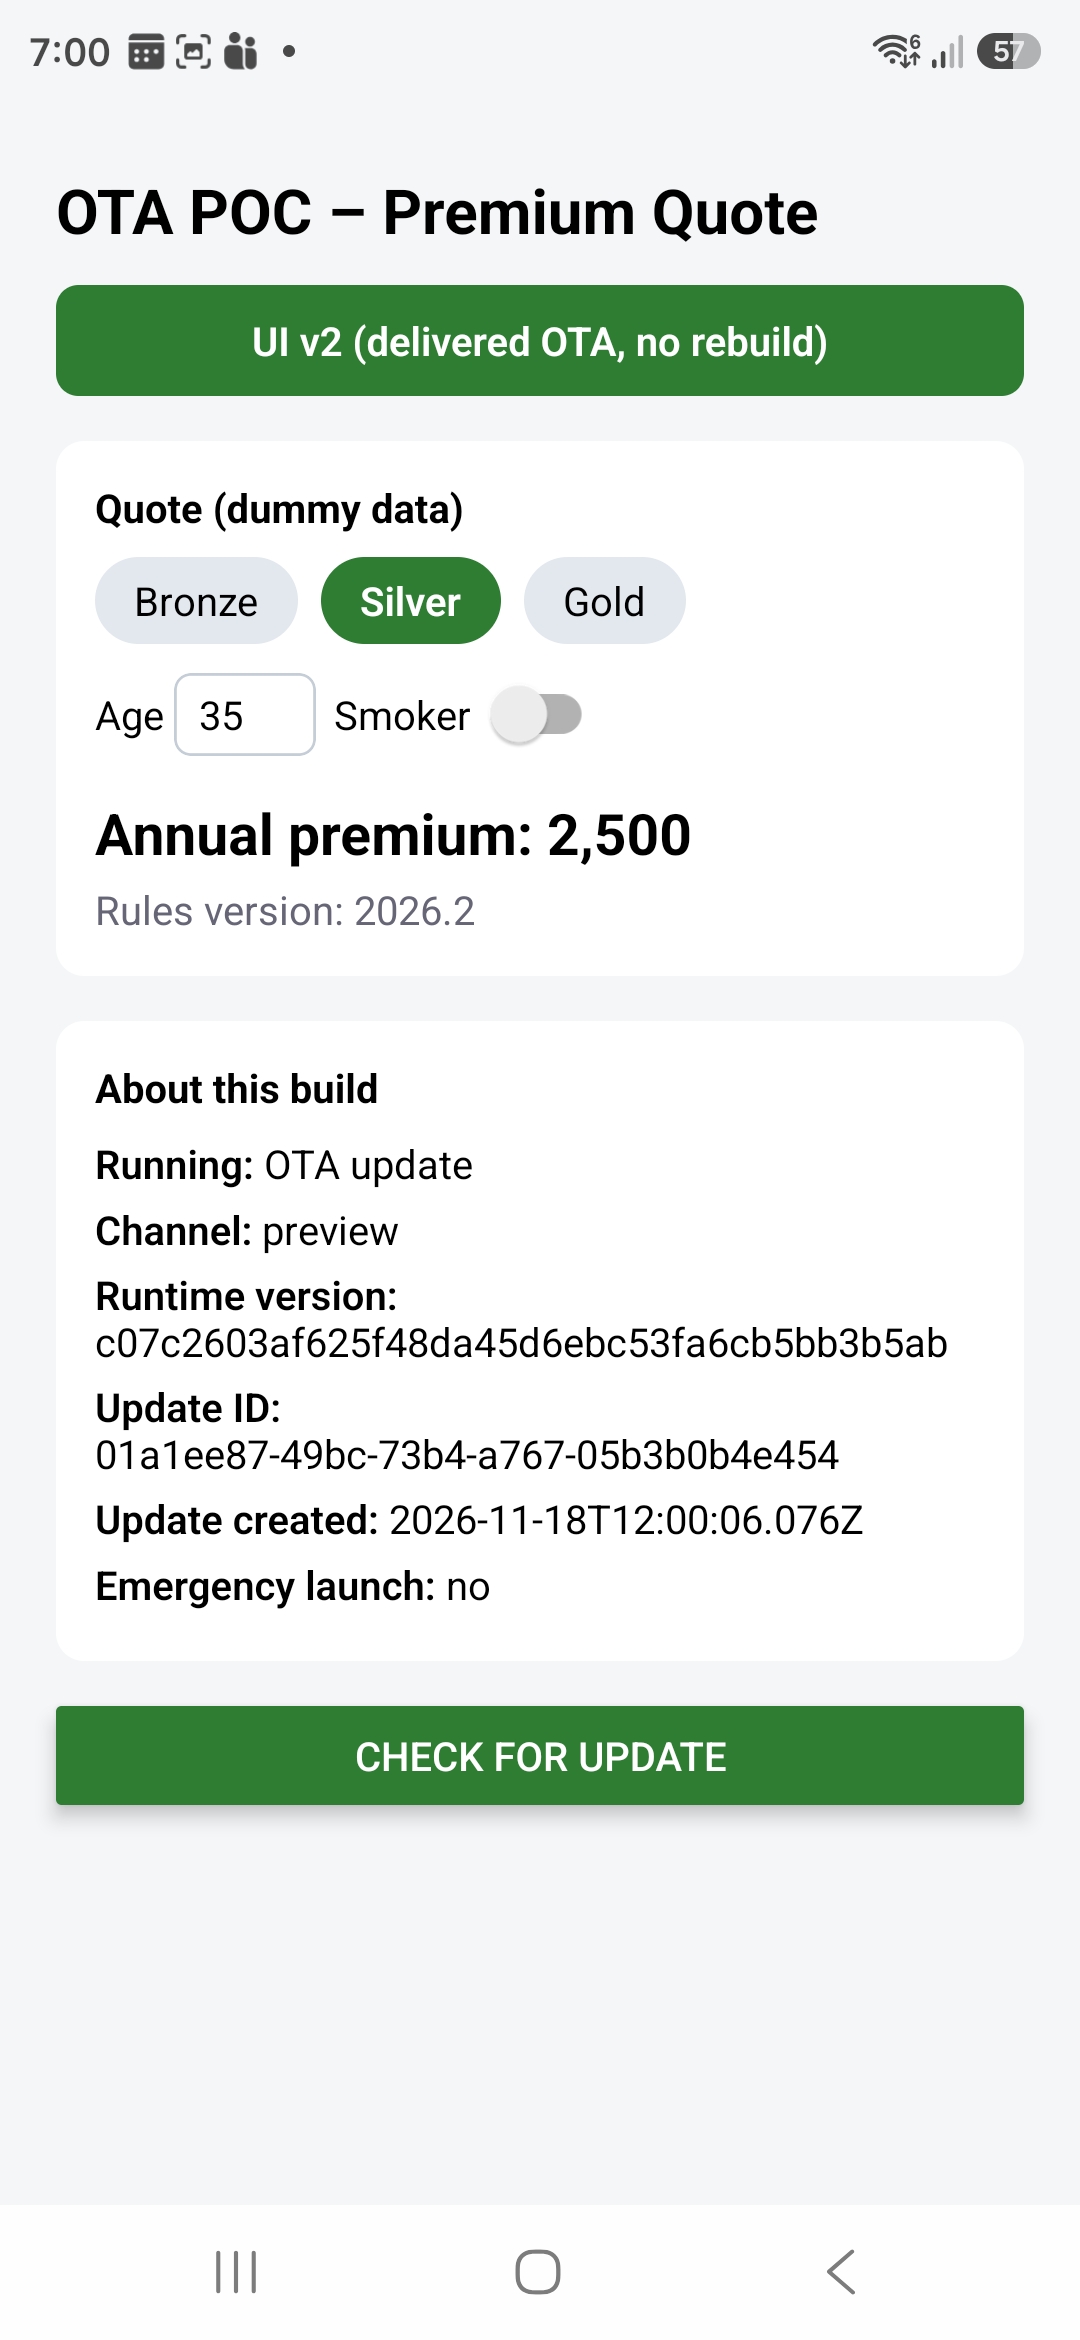 7:00
6
57
OTA POC – Premium Quote
UI v2 (delivered OTA, no rebuild)
Quote (dummy data)
Bronze Silver Gold
Age 35 Smoker
Annual premium: 2,500
Rules version: 2026.2
About this build
Running: OTA update
Channel: preview
Runtime version:
c07c2603af625f48da45d6ebc53fa6cb5bb3b5ab
Update ID:
01a1ee87-49bc-73b4-a767-05b3b0b4e454
Update created: 2026-11-18T12:00:06.076Z
Emergency launch: no
CHECK FOR UPDATE